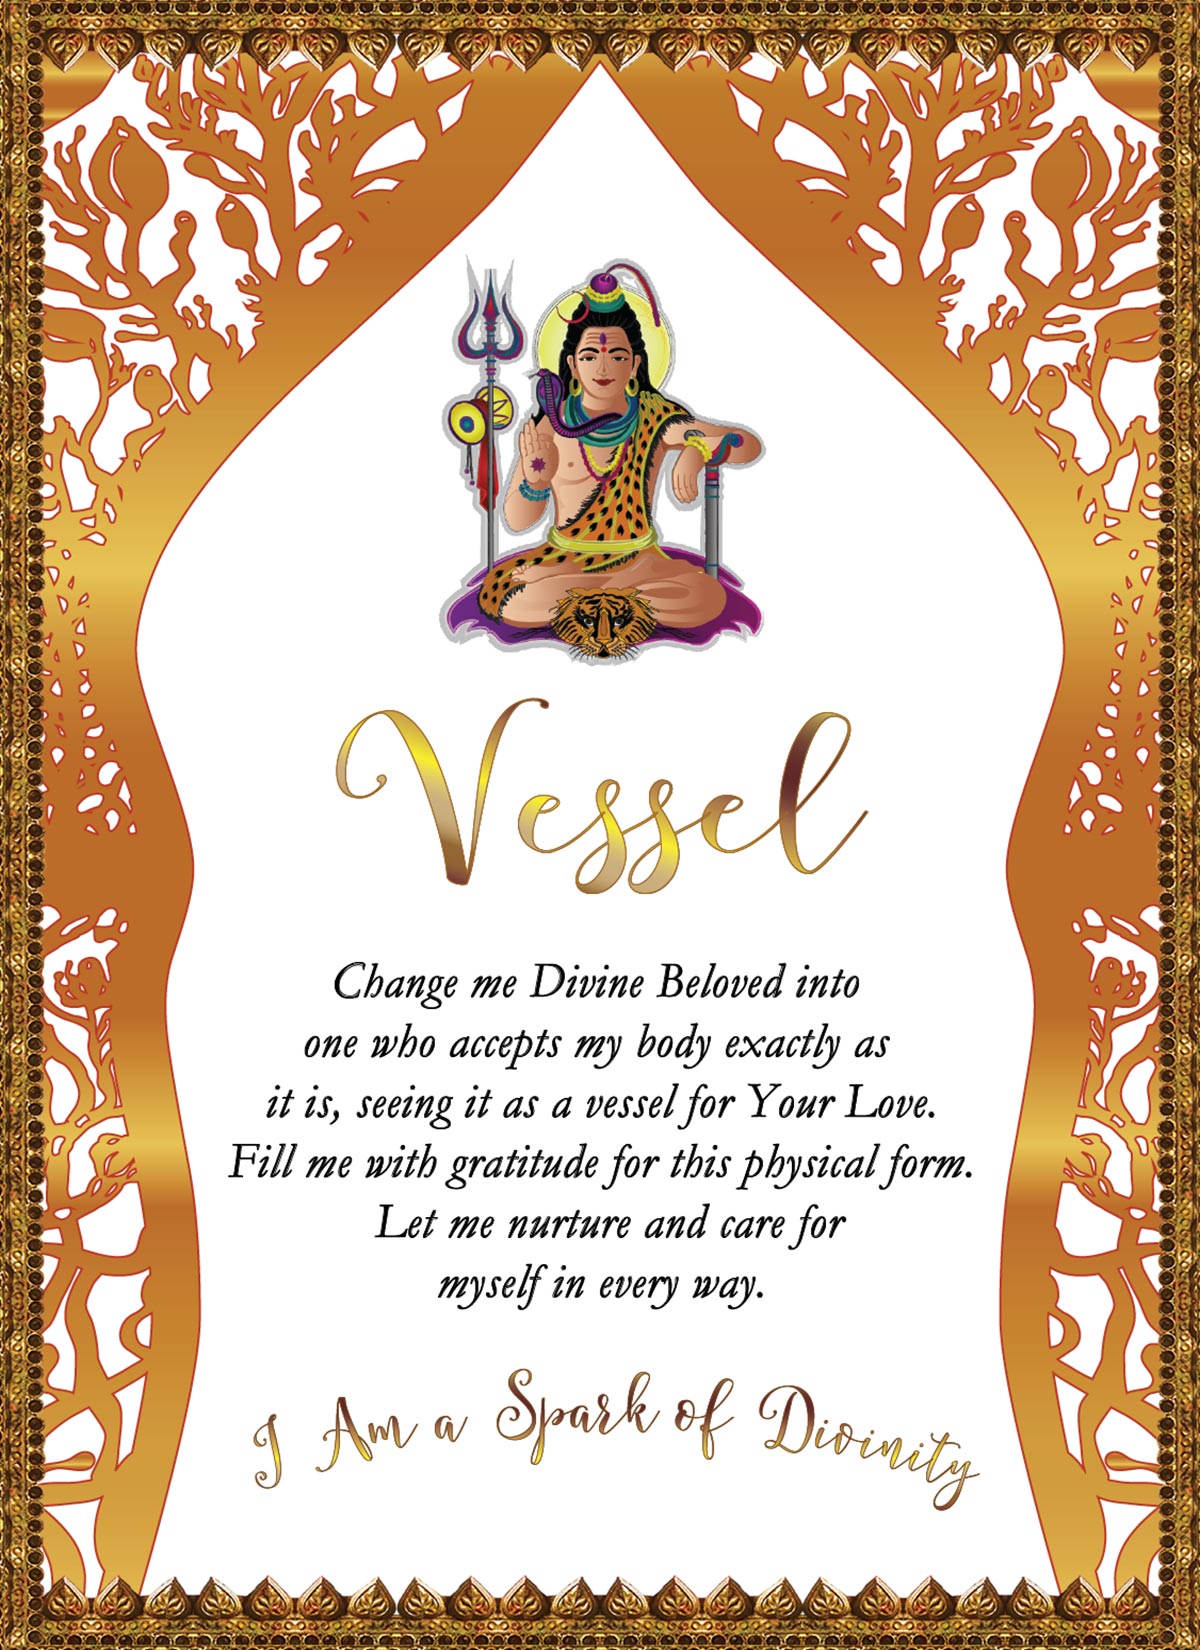 Vessel
Change me Divine Beloved into
one who accepts my body exactly as
it is, seeing it as a vessel for Your Love.
Fill me with gratitude for this physical form.
Let me nurture and care for
myself in every way.
I Am a Spark of Divinity